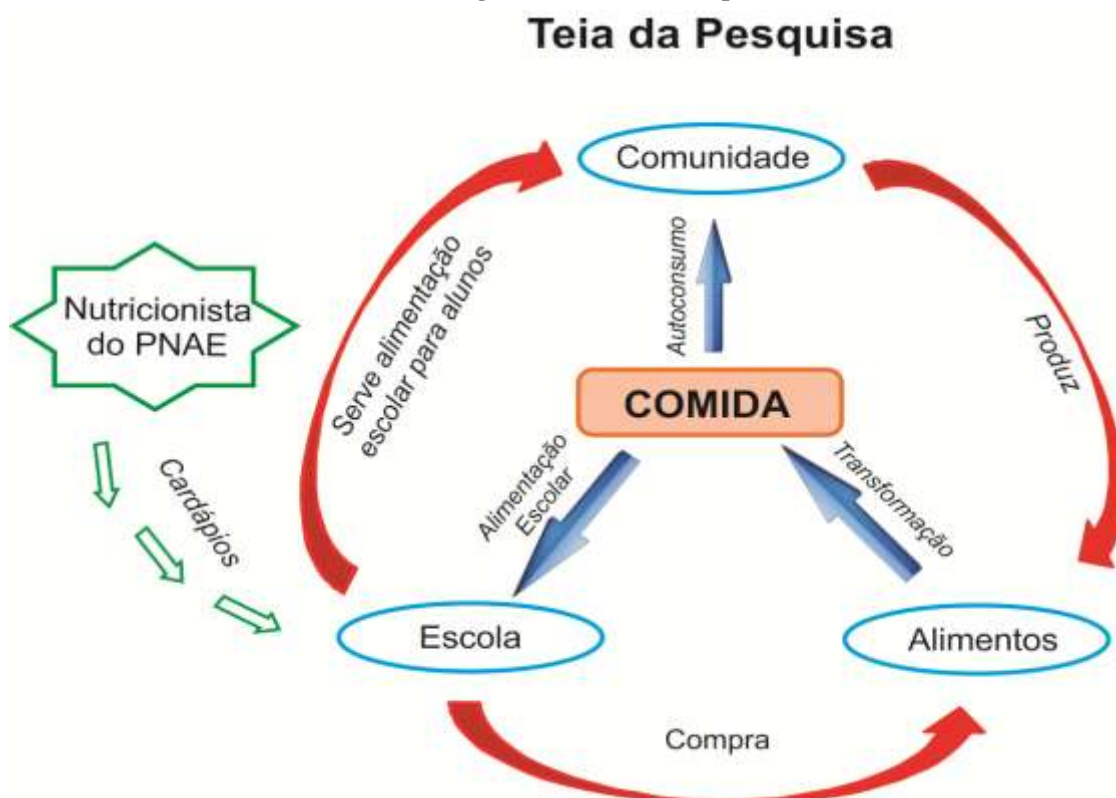 Teia da Pesquisa
Comunidade
Serve alimentação
escolar para alunos
Autoconsumo
Produz
Nutricionista
do PNAE
COMIDA
Cardápios
Alimentação
Escolar
Transformação
Escola
Alimentos
Compra